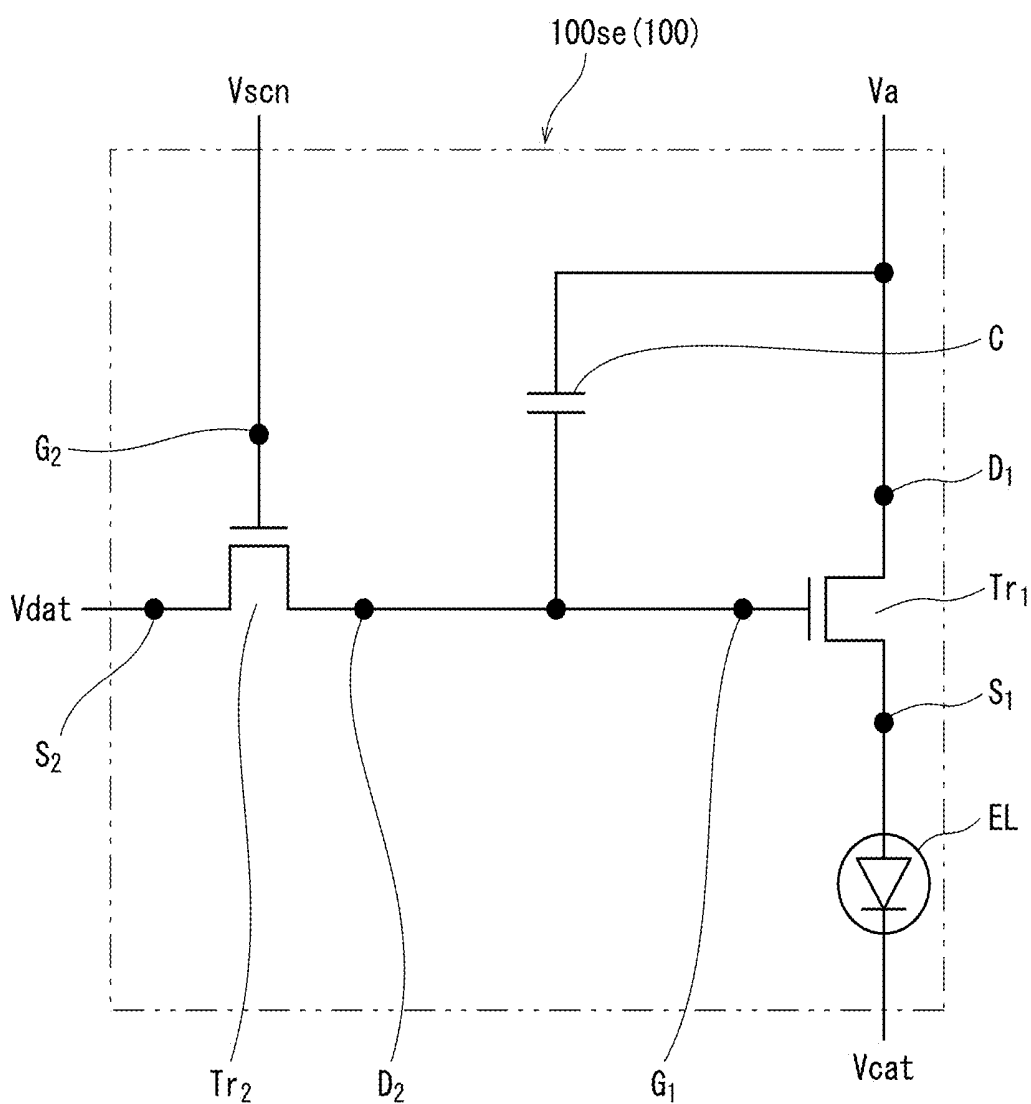 100se(100)
Vscn
Va
C
G₂
D₁
Vdat
Tr₁
S₁
S₂
EL
Tr₂
D₂
G₁
Vcat